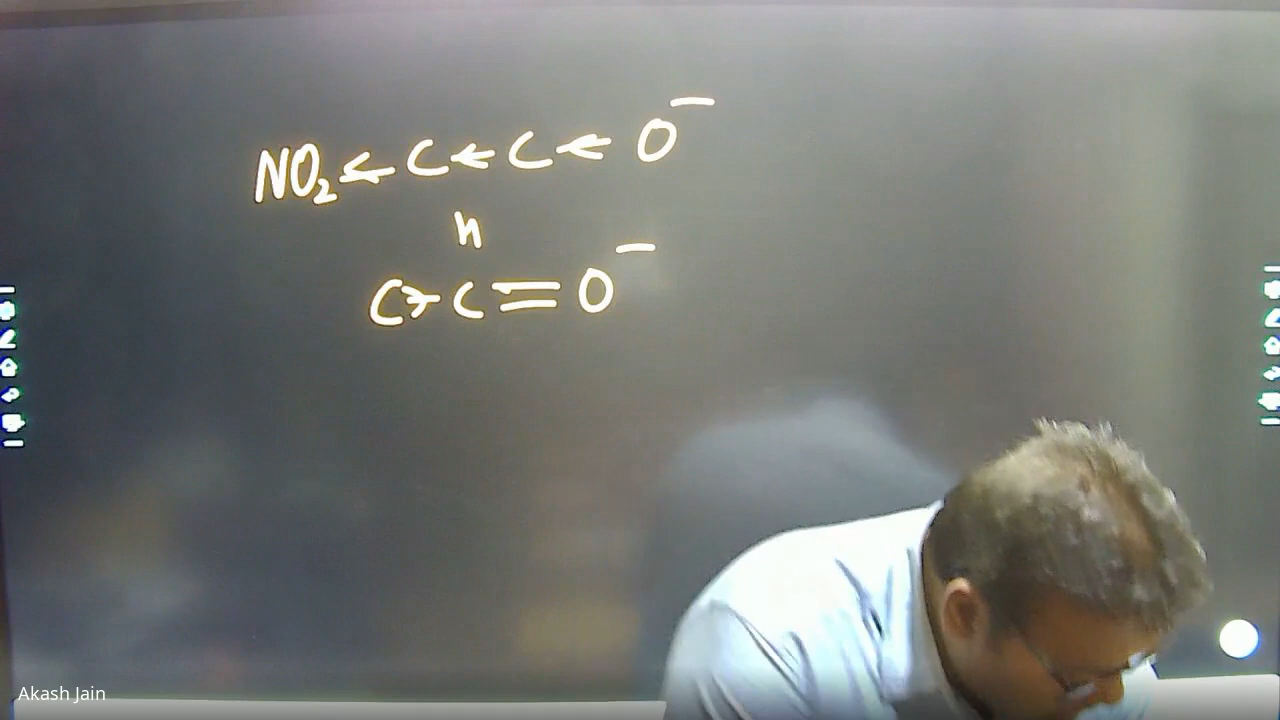 NO₂ ← C ← C ← O⁻
n
C > C = O⁻
Akash Jain